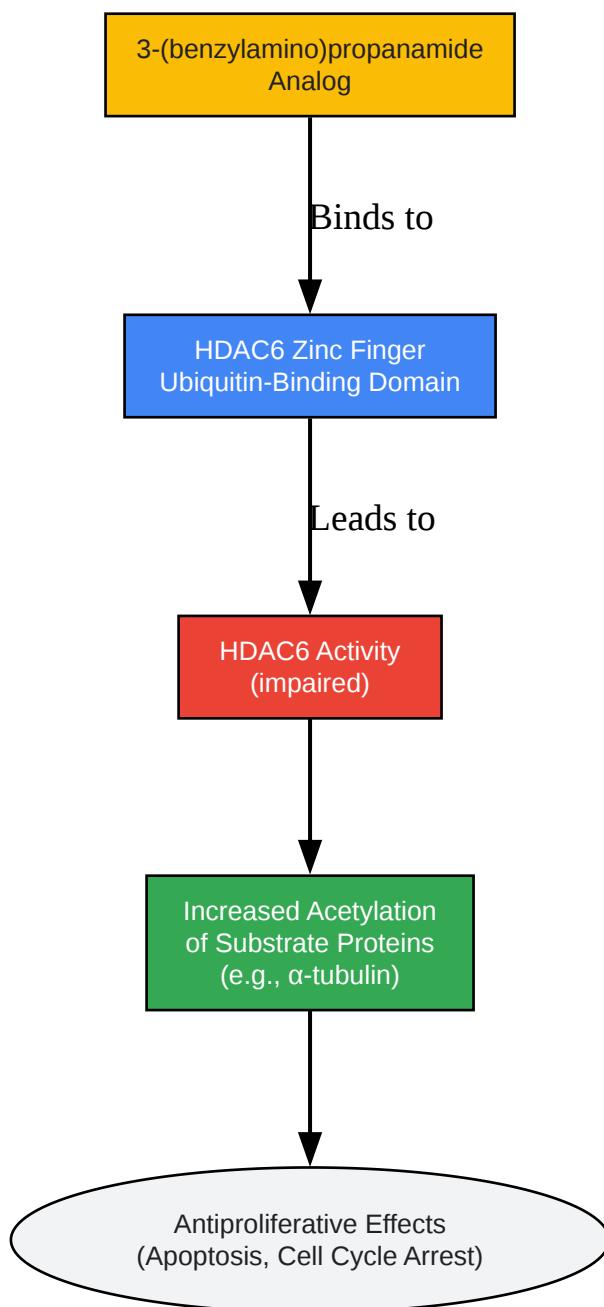 3-(benzylamino)propanamide
Analog
Binds to
HDAC6 Zinc Finger
Ubiquitin-Binding Domain
Leads to
HDAC6 Activity
(impaired)
Increased Acetylation
of Substrate Proteins
(e.g., α-tubulin)
Antiproliferative Effects
(Apoptosis, Cell Cycle Arrest)